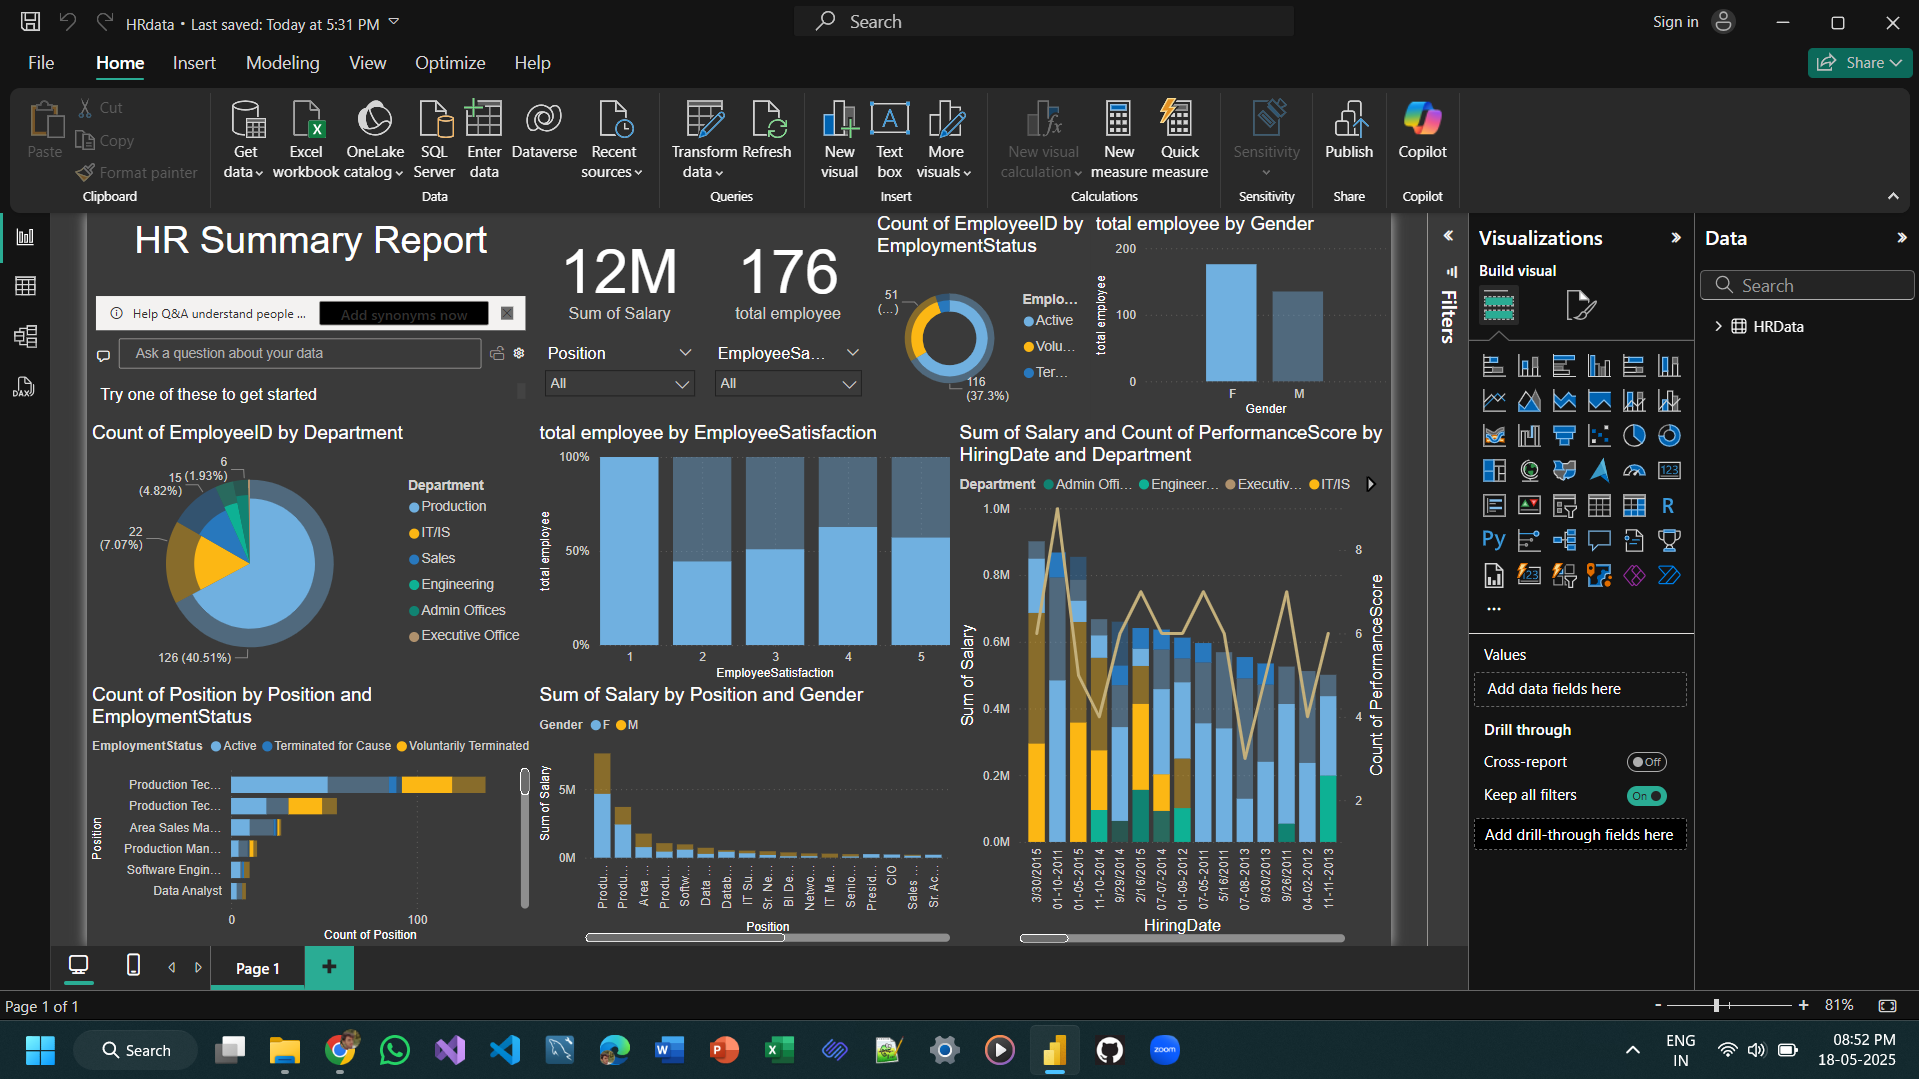 HRdata • Last saved: Today at 5:31 PM
Search
Sign in
File
Home
Insert
Modeling
View
Optimize
Help
Share
Paste
Cut
Copy
Format painter
Clipboard
Get data
Excel workbook
OneLake catalog
SQL Server
Enter data
Dataverse
Recent sources
Data
Transform data
Refresh
Queries
New visual
Text box
More visuals
Insert
New visual calculation
New measure
Quick measure
Calculations
Sensitivity
Sensitivity
Publish
Share
Copilot
Copilot
HR Summary Report
Help Q&A understand people ...
Add synonyms now
Ask a question about your data
Try one of these to get started
12M
Sum of Salary
176
total employee
Position
All
EmployeeSa...
All
Count of EmployeeID by
EmploymentStatus
51
(...)
116
(37.3%)
Emplo...
Active
Volu...
Ter...
total employee by Gender
total employee
200
100
0
F
M
Gender
Count of EmployeeID by Department
6
(1.93%)
15
(4.82%)
22
(7.07%)
126 (40.51%)
Department
Production
IT/IS
Sales
Engineering
Admin Offices
Executive Office
total employee by EmployeeSatisfaction
total employee
100%
50%
0%
1
2
3
4
5
EmployeeSatisfaction
Sum of Salary and Count of PerformanceScore by
HiringDate and Department
Department
Admin Offi...
Engineer...
Executiv...
IT/IS
Sum of Salary
1.0M
0.8M
0.6M
0.4M
0.2M
0.0M
8
6
4
2
Count of PerformanceScore
3/30/2015
01-10-2011
01-05-2015
11-10-2014
9/29/2014
2/16/2015
07-07-2014
01-09-2012
07-05-2011
5/16/2011
07-08-2013
9/30/2013
9/26/2011
04-02-2012
11-11-2013
HiringDate
Count of Position by Position and
EmploymentStatus
EmploymentStatus
Active
Terminated for Cause
Voluntarily Terminated
Position
Production Tec...
Production Tec...
Area Sales Ma...
Production Man...
Software Engin...
Data Analyst
0
100
Count of Position
Sum of Salary by Position and Gender
Gender
F
M
Sum of Salary
5M
0M
Produ...
Produ...
Area ...
Produ...
Softw...
Data ...
Datab...
IT Su...
Sr. Ne...
BI De...
Netwo...
IT Ma...
Senio...
Presid...
CIO
Sales ...
Sr. Ac...
Position
Filters
Visualizations
Build visual
123
R
Py
123
...
Values
Add data fields here
Drill through
Cross-report
Off
Keep all filters
On
Add drill-through fields here
Data
Search
HRData
DAX
Page 1
+
Page 1 of 1
-
+
81%
Search
zoom
ENG
IN
08:52 PM
18-05-2025